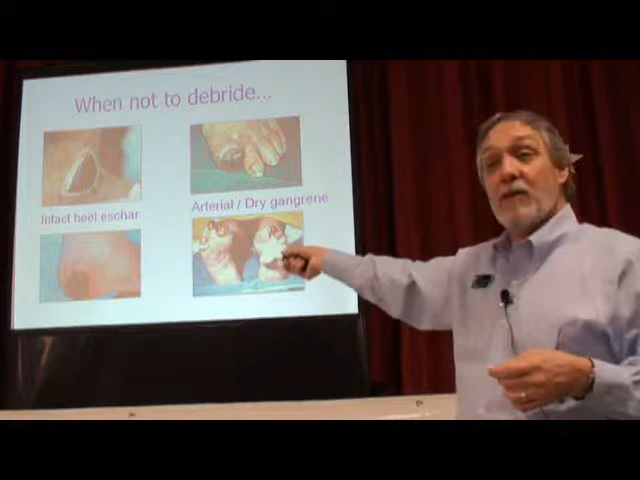 When not to debride...
Intact heel eschar
Arterial / Dry gangrene